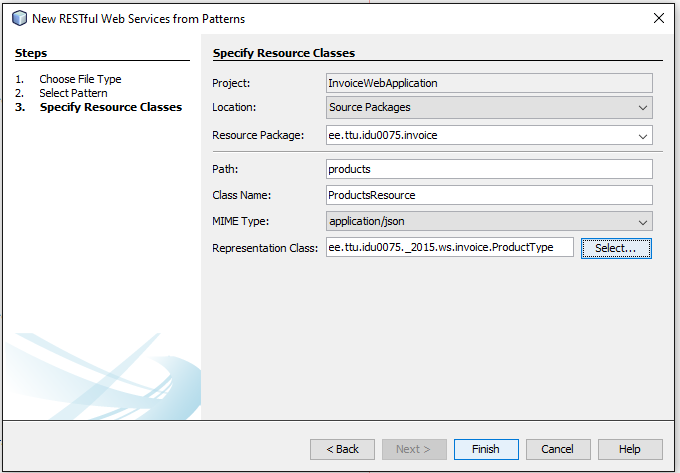 New RESTful Web Services from Patterns
Steps
1. Choose File Type
2. Select Pattern
3. Specify Resource Classes
Specify Resource Classes
Project: InvoiceWebApplication
Location: Source Packages
Resource Package: ee.ttu.idu0075.invoice
Path: products
Class Name: ProductsResource
MIME Type: application/json
Representation Class: ee.ttu.idu0075._2015.ws.invoice.ProductType Select...
< Back Next > Finish Cancel Help